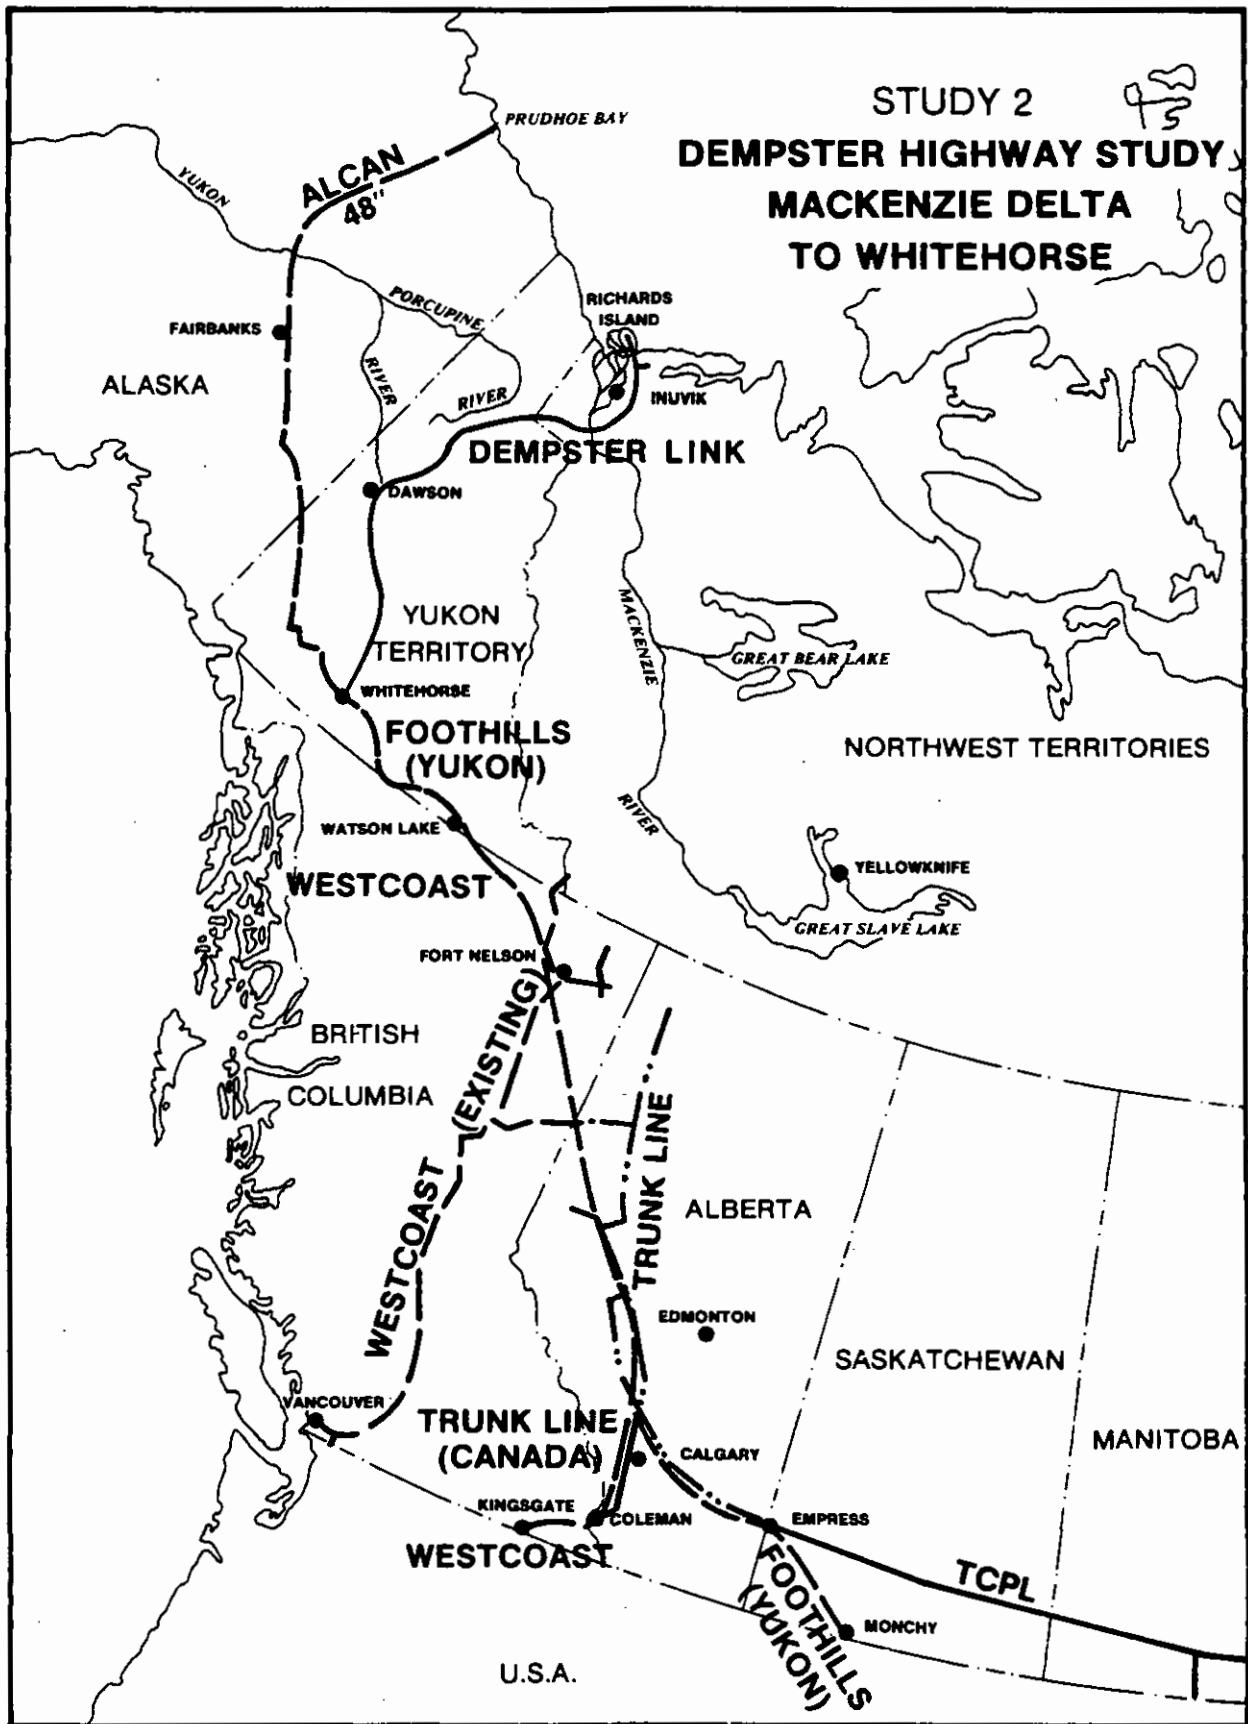 STUDY 2
DEMPSTER HIGHWAY STUDY
MACKENZIE DELTA
TO WHITEHORSE
PRUDHOE BAY
ALCAN
48"
YUKON
PORCUPINE
RICHARDS
ISLAND
FAIRBANKS
ALASKA
RIVER
RIVER
INUVIK
DEMPSTER LINK
DAWSON
YUKON
TERRITORY
MACKENZIE
GREAT BEAR LAKE
WHITEHORSE
FOOTHILLS
(YUKON)
NORTHWEST TERRITORIES
RIVER
WATSON LAKE
WESTCOAST
YELLOWKNIFE
GREAT SLAVE LAKE
FORT NELSON
BRITISH
COLUMBIA
WESTCOAST (EXISTING)
TRUNK LINE
ALBERTA
EDMONTON
SASKATCHEWAN
VANCOUVER
TRUNK LINE
(CANADA)
CALGARY
MANITOBA
KINGSGATE
COLEMAN
EMPRESS
WESTCOAST
FOOTHILLS
(YUKON)
TCPL
MONCHY
U.S.A.